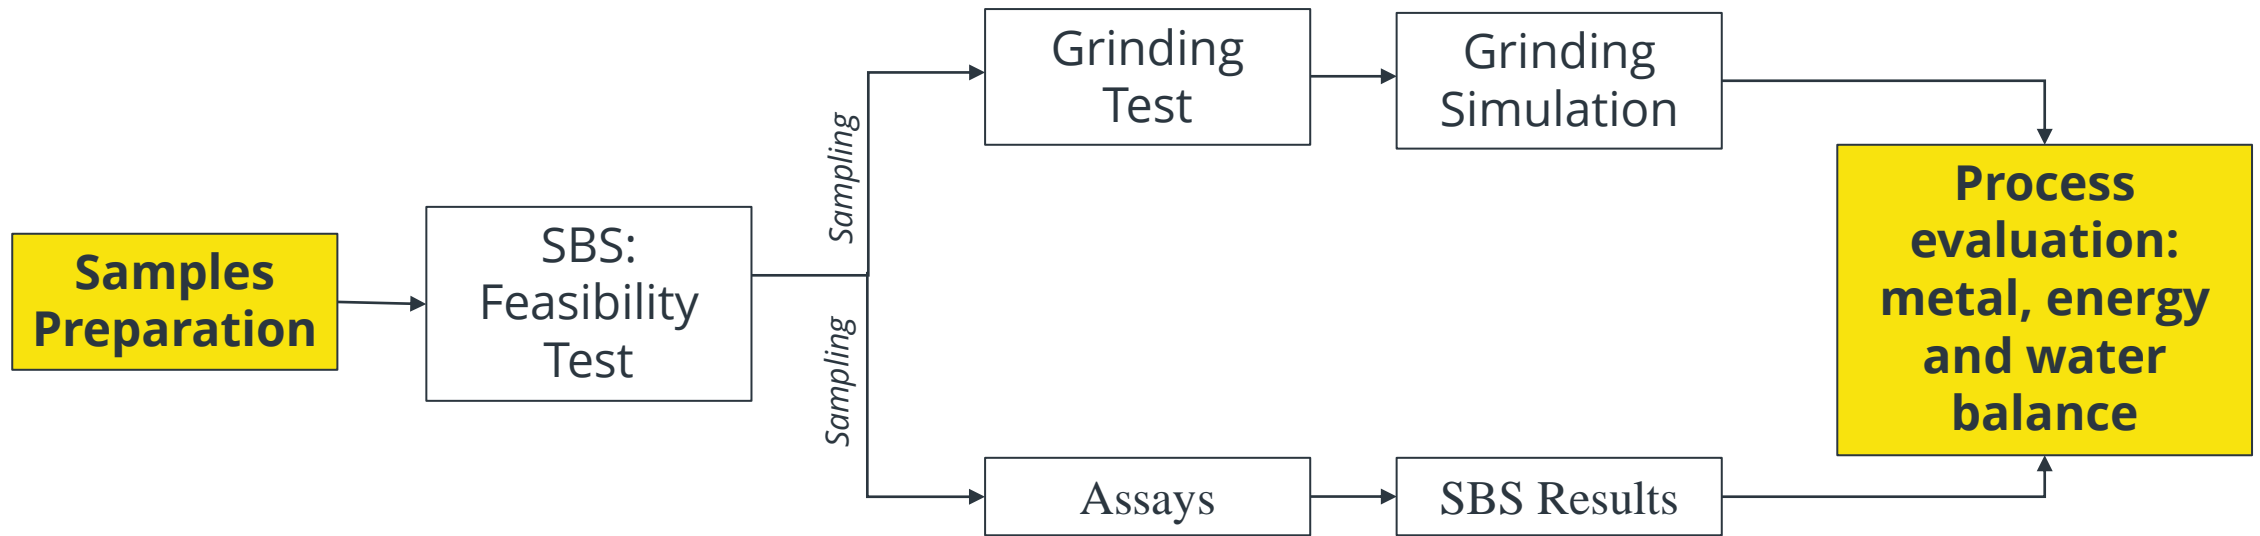 Samples
Preparation
SBS:
Feasibility
Test
Sampling
Sampling
Grinding
Test
Grinding
Simulation
Assays
SBS Results
Process
evaluation:
metal, energy
and water
balance